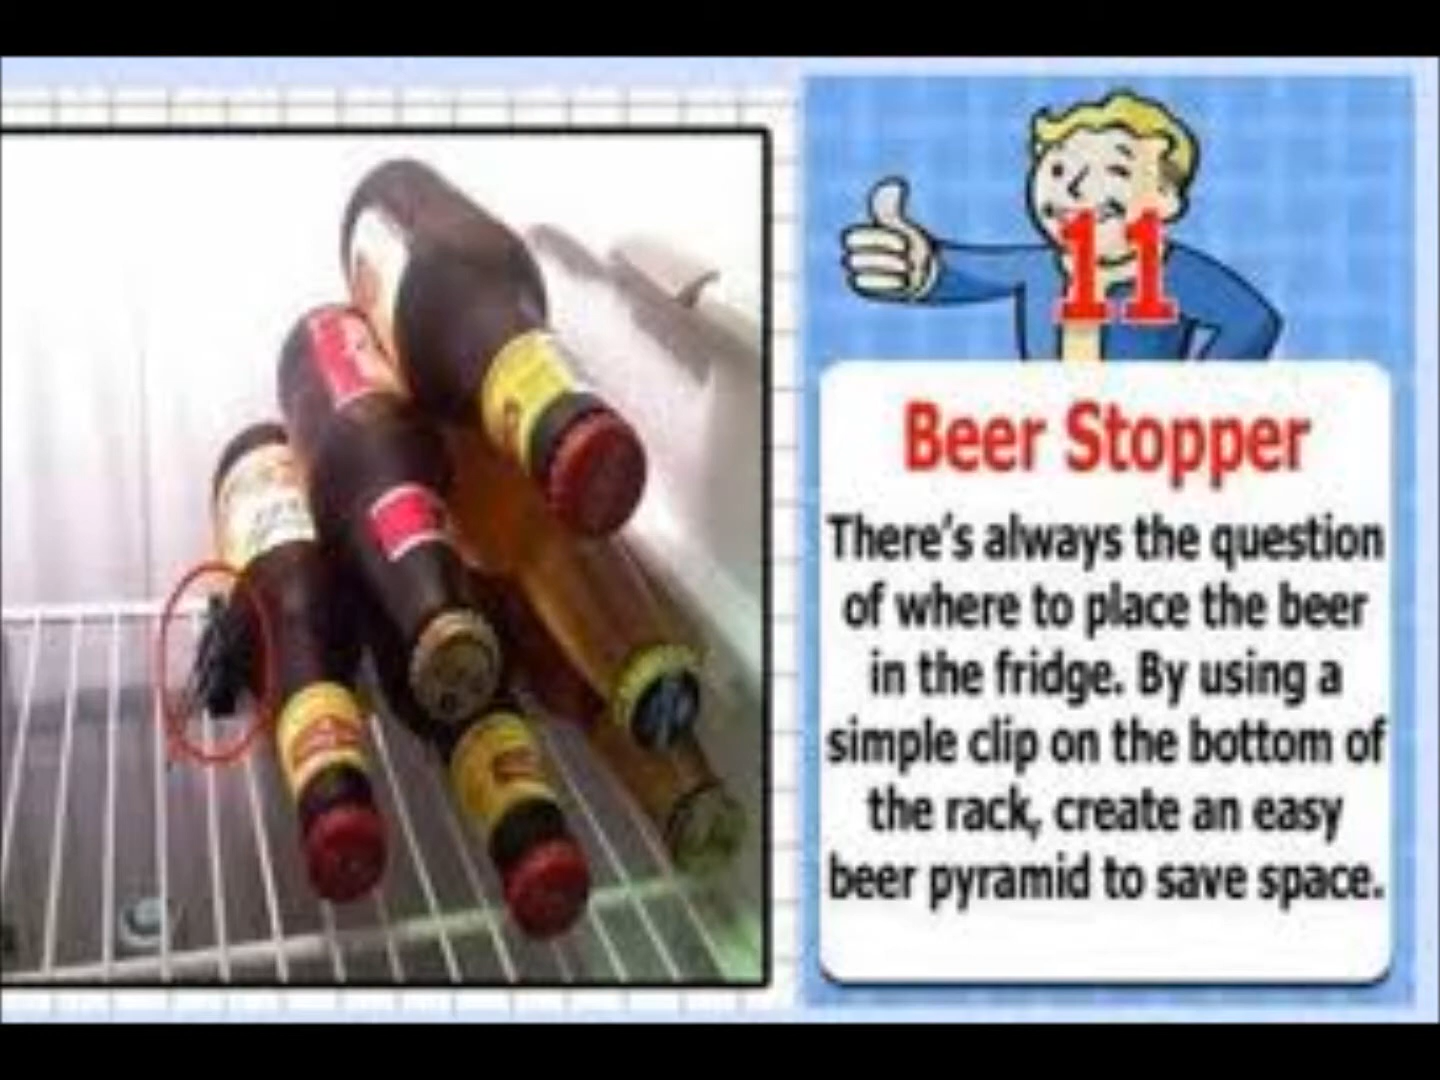 11
Beer Stopper
There's always the question
of where to place the beer
in the fridge. By using a
simple clip on the bottom of
the rack, create an easy
beer pyramid to save space.